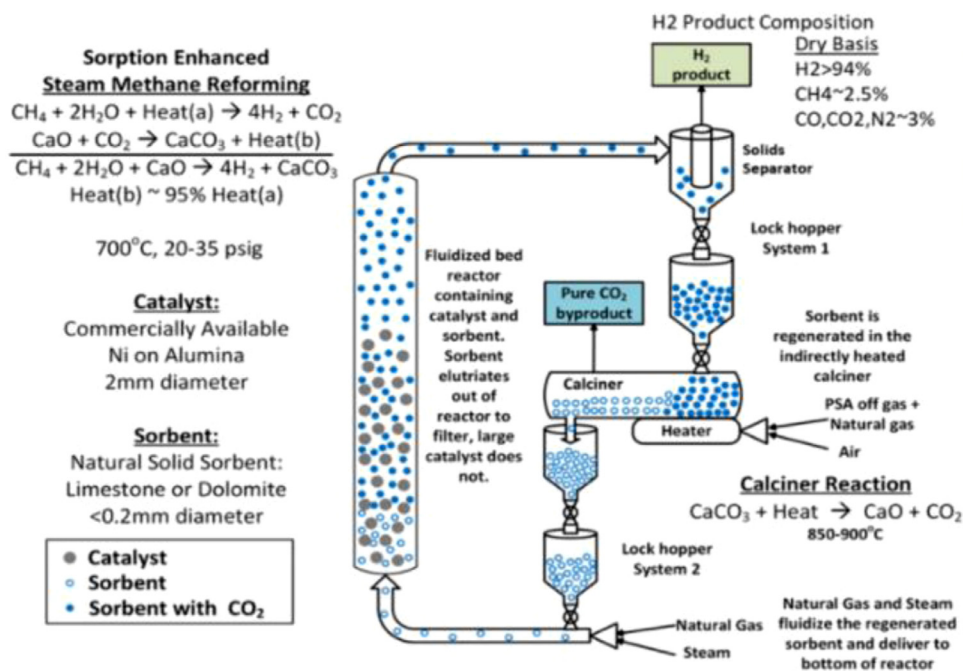 Sorption Enhanced
Steam Methane Reforming
CH₄ + 2H₂O + Heat(a) → 4H₂ + CO₂
CaO + CO₂ → CaCO₃ + Heat(b)
CH₄ + 2H₂O + CaO → 4H₂ + CaCO₃
Heat(b) ~ 95% Heat(a)
700°C, 20-35 psig
Catalyst:
Commercially Available
Ni on Alumina
2mm diameter
Sorbent:
Natural Solid Sorbent:
Limestone or Dolomite
<0.2mm diameter
Catalyst
Sorbent
Sorbent with CO₂
Fluidized bed
reactor
containing
catalyst and
sorbent.
Sorbent
elutriates
out of
reactor to
filter, large
catalyst does
not.
H2 Product Composition
Dry Basis
H2>94%
CH4~2.5%
CO,CO2,N2~3%
H₂
product
Solids
Separator
Lock hopper
System 1
Pure CO₂
byproduct
Sorbent is
regenerated in the
indirectly heated
calciner
Calciner
Heater
PSA off gas +
Natural gas
Air
Calciner Reaction
CaCO₃ + Heat → CaO + CO₂
850-900°C
Lock hopper
System 2
Natural Gas
Steam
Natural Gas and Steam
fluidize the regenerated
sorbent and deliver to
bottom of reactor